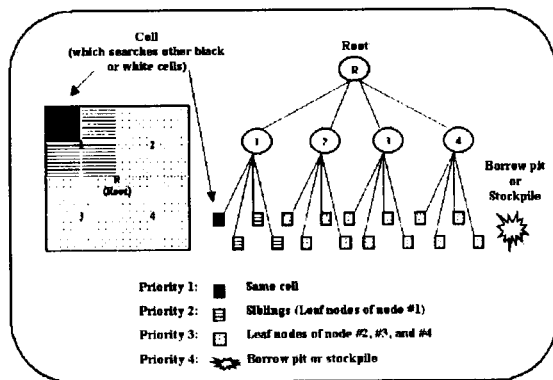 Cell
(which searches other black
or white cells)
Root
R
1
2
3
4
1
2
R
(Root)
3
4
Borrow pit
or
Stockpile
Priority 1: Same cell
Priority 2: Siblings (Leaf nodes of node #1)
Priority 3: Leaf nodes of node #2, #3, and #4
Priority 4: Borrow pit or stockpile